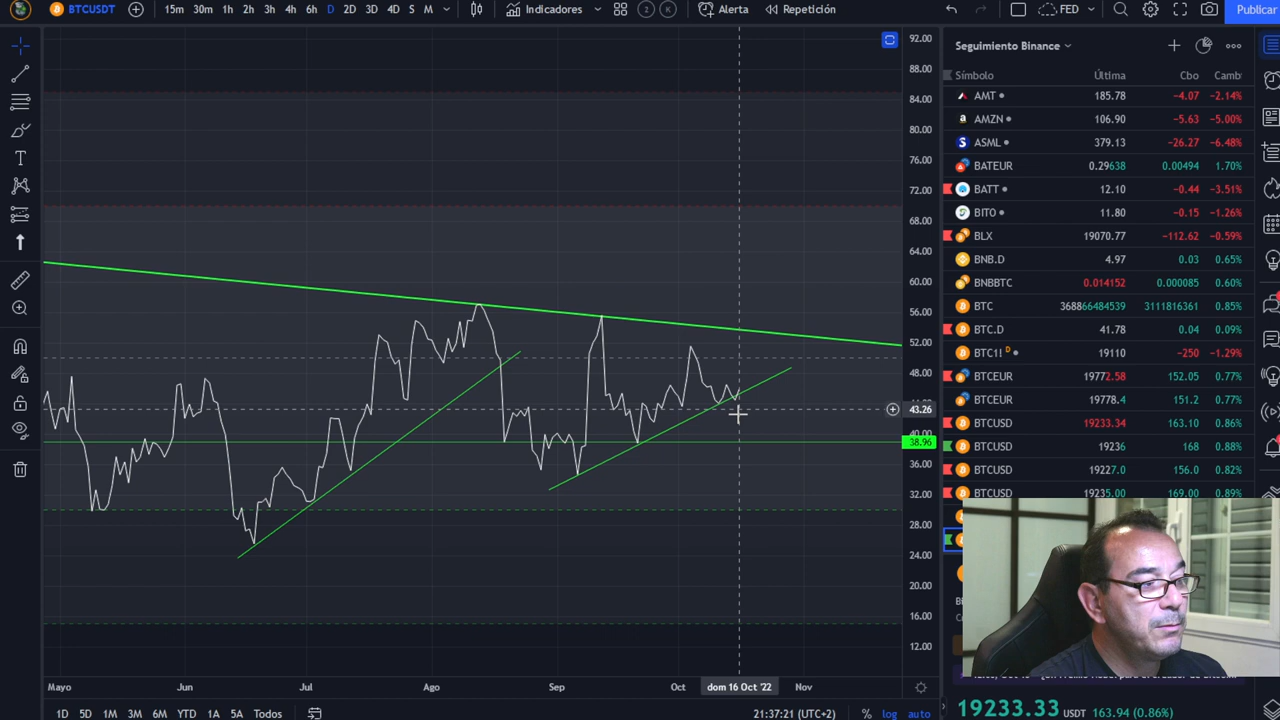 BTCUSDT 15m 30m 1h 2h 3h 4h 6h D 2D 3D 4D S M Indicadores 2 K Alerta Repetición FED Publicar
Seguimiento Binance
Símbolo Última Cbo Camb
AMT 185.78 −4.07 −2.14%
AMZN 106.90 −5.63 −5.00%
ASML 379.13 −26.27 −6.48%
BATEUR 0.29638 0.00494 1.70%
BATT 12.10 −0.44 −3.51%
BITO 11.80 −0.15 −1.26%
BLX 19070.77 −112.62 −0.59%
BNB.D 4.97 0.03 0.65%
BNBBTC 0.014152 0.000085 0.60%
BTC 368866484539 3111816361 0.85%
BTC.D 41.78 0.04 0.09%
BTC1! D 19110 −250 −1.29%
BTCEUR 19772.58 152.05 0.77%
BTCEUR 19778.4 151.2 0.77%
BTCUSD 19233.34 163.10 0.86%
BTCUSD 19236 168 0.88%
BTCUSD 19227.0 156.0 0.82%
BTCUSD 19235.00 169.00 0.89%
92.00
88.00
84.00
80.00
76.00
72.00
68.00
64.00
60.00
56.00
52.00
48.00
43.26
40.00
38.96
36.00
32.00
28.00
24.00
20.00
16.00
12.00
Mayo Jun Jul Ago Sep Oct dom 16 Oct '22 Nov
1D 5D 1M 3M 6M YTD 1A 5A Todos 21:37:21 (UTC+2) % log auto
19233.33 USDT 163.94 (0.86%)